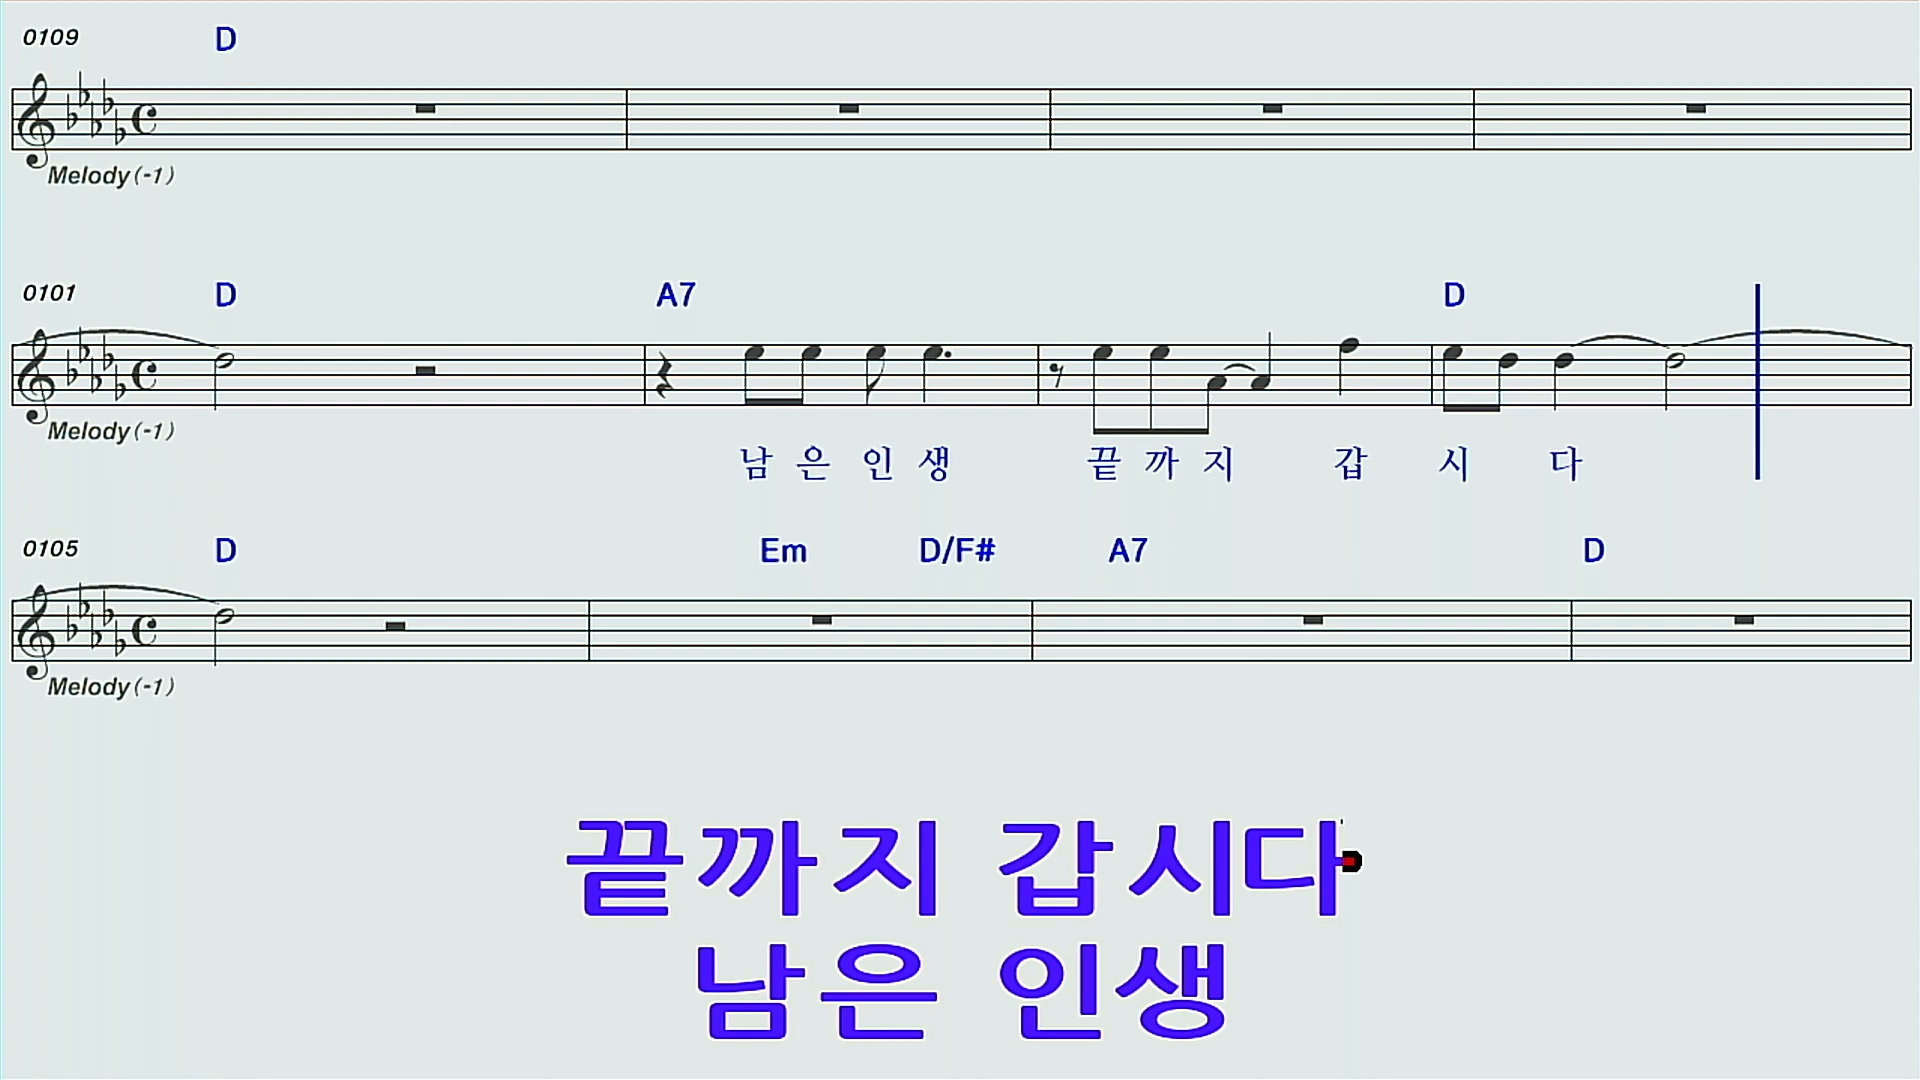 0109 D
Melody(-1)
0101 D A7 D
Melody(-1)
남 은 인 생 끝 까 지 갑 시 다
0105 D Em D/F# A7 D
Melody(-1)
끝까지 갑시다
남은 인생